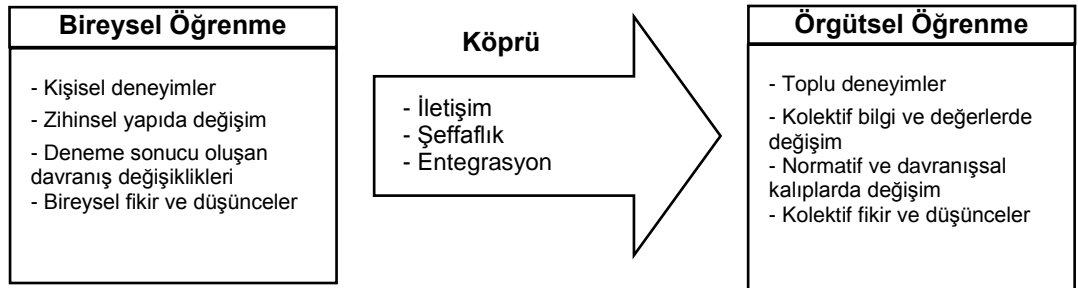 Bireysel Öğrenme
- Kişisel deneyimler
- Zihinsel yapıda değişim
- Deneme sonucu oluşan
davranış değişiklikleri
- Bireysel fikir ve düşünceler
Köprü
- İletişim
- Şeffaflık
- Entegrasyon
Örgütsel Öğrenme
- Toplu deneyimler
- Kolektif bilgi ve değerlerde
değişim
- Normatif ve davranışsal
kalıplarda değişim
- Kolektif fikir ve düşünceler